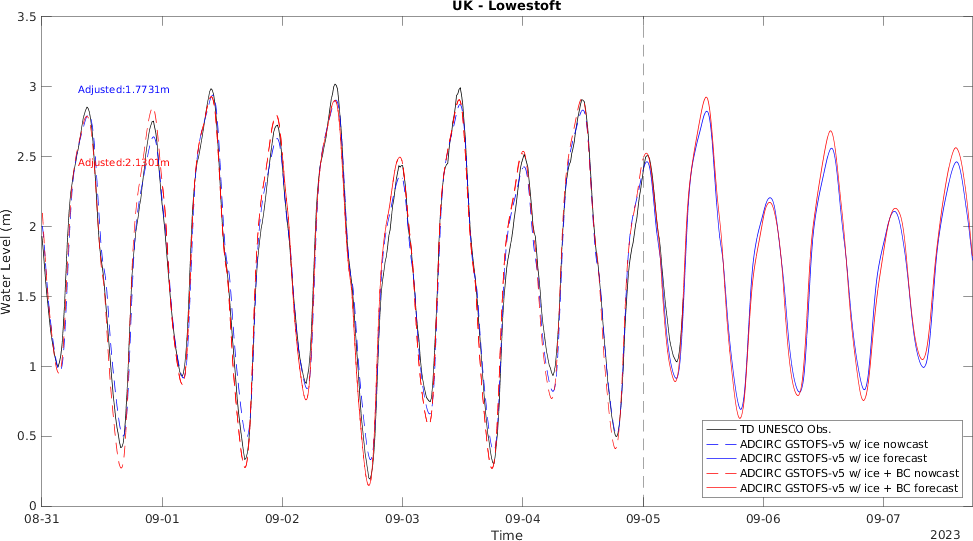 UK - Lowestoft
3.5
3
2.5
2
1.5
1
0.5
0
Water Level (m)
Adjusted:1.7731m
Adjusted:2.1301m
TD UNESCO Obs.
ADCIRC GSTOFS-v5 w/ ice nowcast
ADCIRC GSTOFS-v5 w/ ice forecast
ADCIRC GSTOFS-v5 w/ ice + BC nowcast
ADCIRC GSTOFS-v5 w/ ice + BC forecast
08-31 09-01 09-02 09-03 09-04 09-05 09-06 09-07
Time
2023